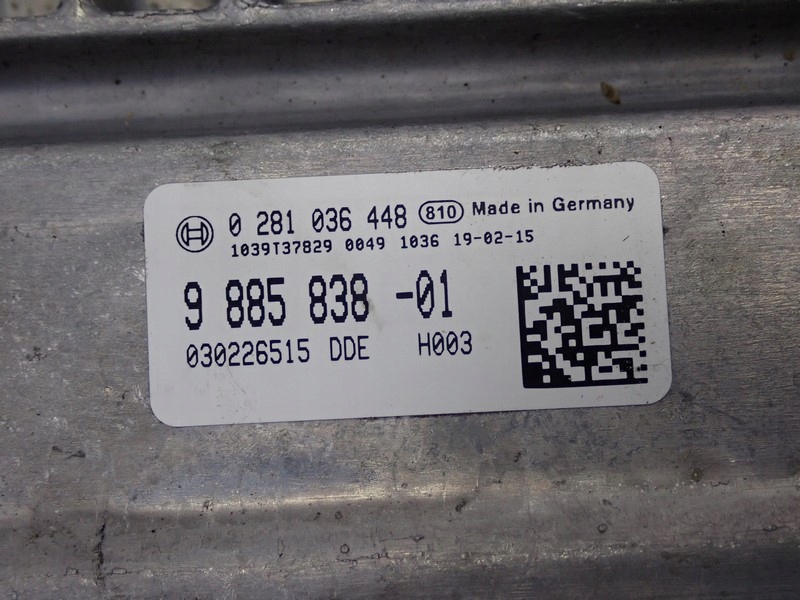 0 281 036 448 810 Made in Germany
1039T37829 0049 1036 19-02-15
9 885 838 -01
030226515 DDE H003